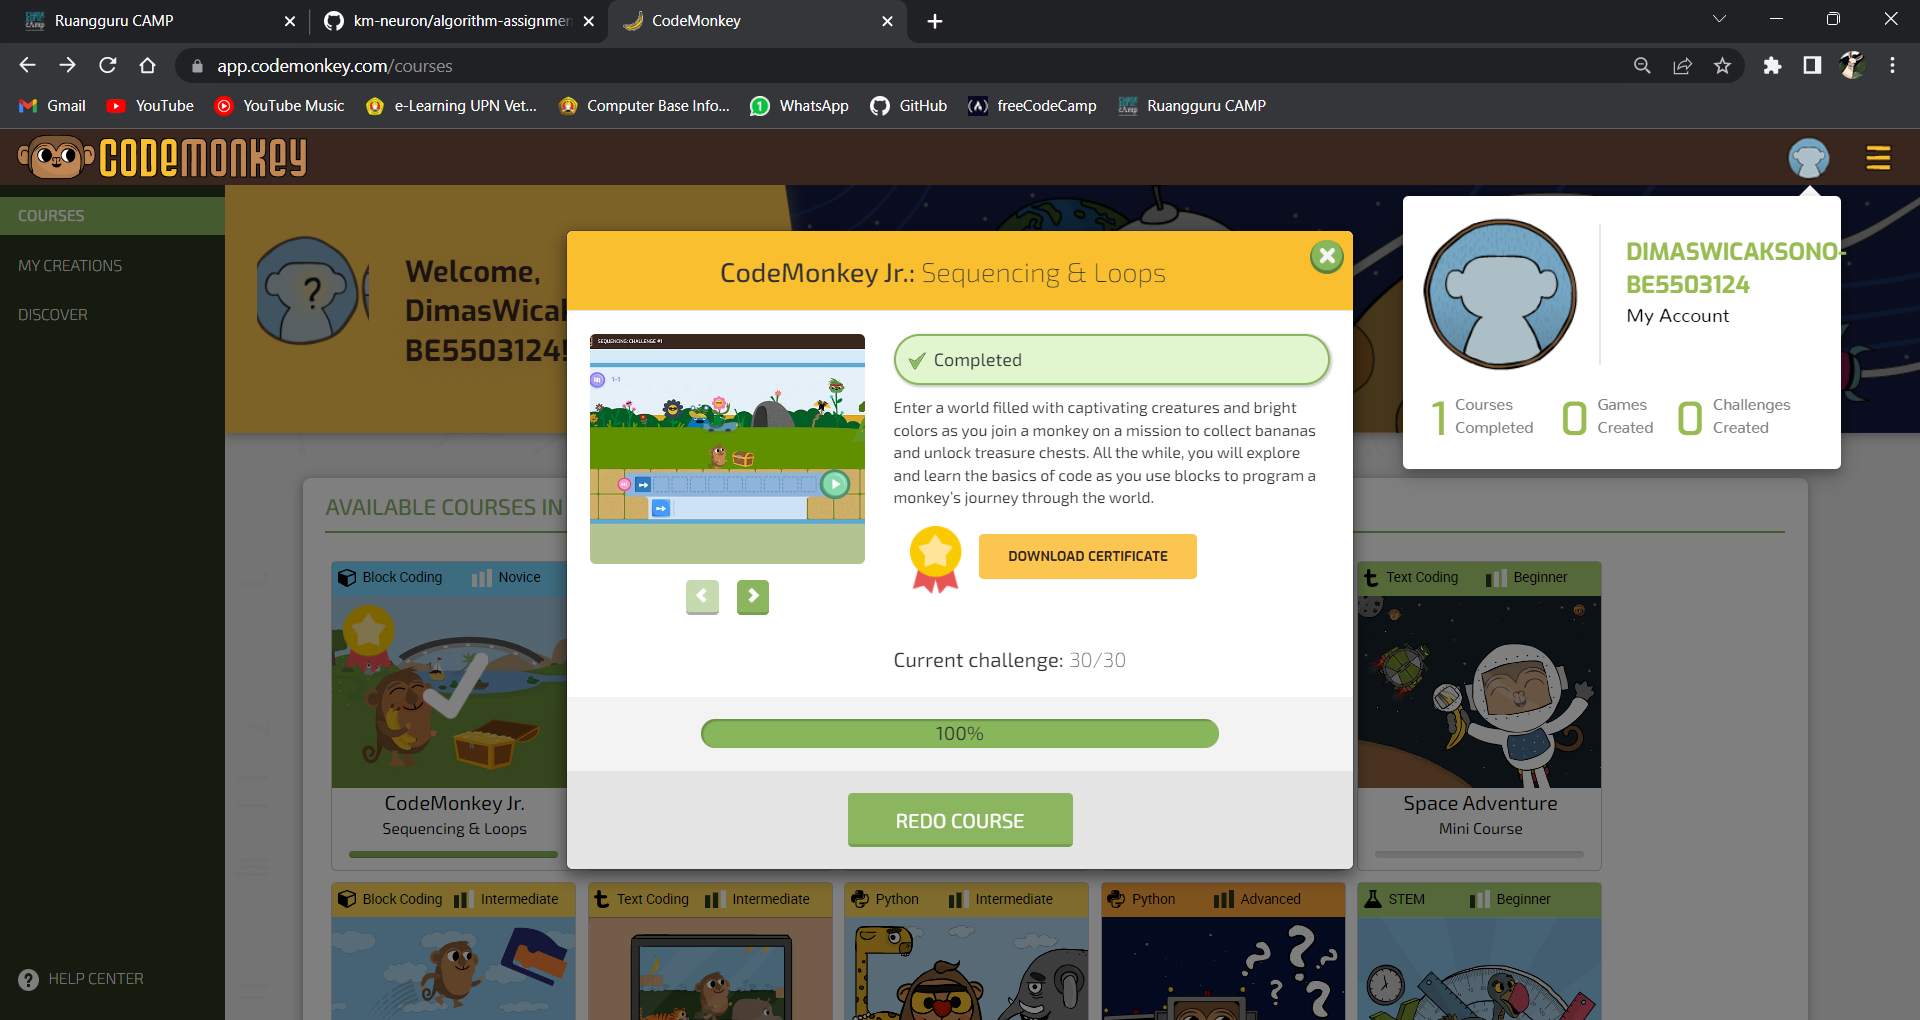 Ruangguru CAMP
km-neuron/algorithm-assignmen
CodeMonkey
app.codemonkey.com/courses
Gmail
YouTube
YouTube Music
e-Learning UPN Vet...
Computer Base Info...
WhatsApp
GitHub
freeCodeCamp
Ruangguru CAMP
CODEMONKEY
COURSES
MY CREATIONS
DISCOVER
HELP CENTER
Welcome,
DimasWical
BE5503124!
DIMASWICAKSONO-
BE5503124
My Account
1 Courses Completed
0 Games Created
0 Challenges Created
CodeMonkey Jr.: Sequencing & Loops
SEQUENCING: CHALLENGE #1
1-1
Completed
Enter a world filled with captivating creatures and bright
colors as you join a monkey on a mission to collect bananas
and unlock treasure chests. All the while, you will explore
and learn the basics of code as you use blocks to program a
monkey's journey through the world.
DOWNLOAD CERTIFICATE
Current challenge: 30/30
100%
REDO COURSE
AVAILABLE COURSES IN
Block Coding Novice
CodeMonkey Jr.
Sequencing & Loops
Text Coding Beginner
Space Adventure
Mini Course
Block Coding Intermediate
Text Coding Intermediate
Python Intermediate
Python Advanced
STEM Beginner